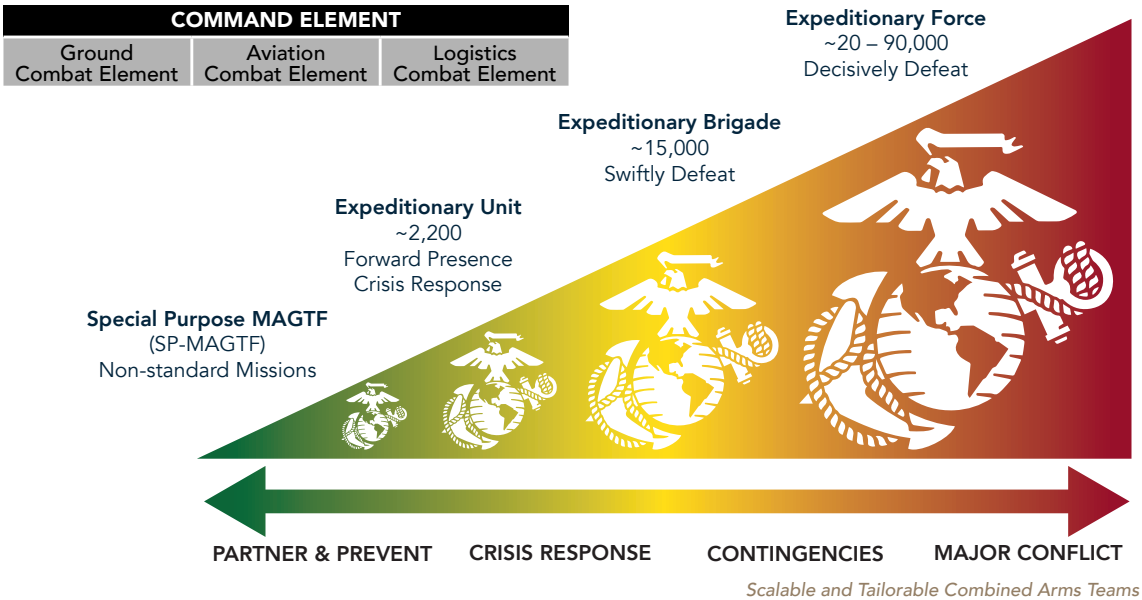 COMMAND ELEMENT
Ground
Combat Element
Aviation
Combat Element
Logistics
Combat Element
Expeditionary Force
~20 – 90,000
Decisively Defeat
Expeditionary Brigade
~15,000
Swiftly Defeat
Expeditionary Unit
~2,200
Forward Presence
Crisis Response
Special Purpose MAGTF
(SP-MAGTF)
Non-standard Missions
PARTNER & PREVENT
CRISIS RESPONSE
CONTINGENCIES
MAJOR CONFLICT
Scalable and Tailorable Combined Arms Teams